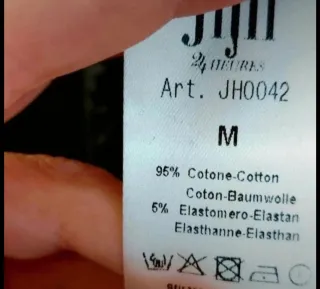 24 HEURES
Art. JH0042
M
95% Cotone-Cotton
Coton-Baumwolle
5% Elastomero-Elastan
Elasthanne-Elasthan